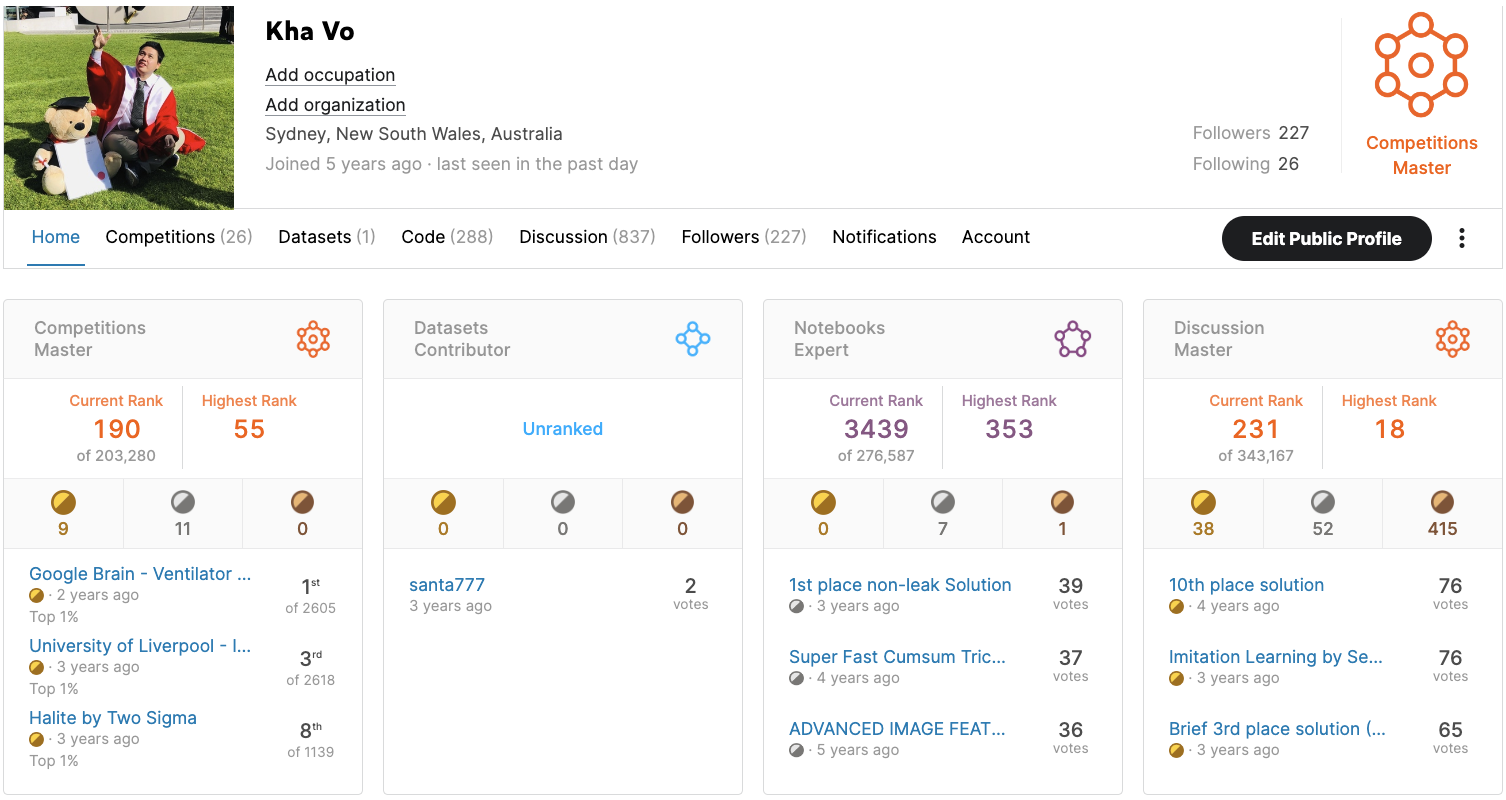 Kha Vo
Add occupation
Add organization
Sydney, New South Wales, Australia
Joined 5 years ago · last seen in the past day
Followers 227
Following 26
Competitions
Master
Home Competitions (26) Datasets (1) Code (288) Discussion (837) Followers (227) Notifications Account Edit Public Profile
Competitions
Master
Current Rank Highest Rank
190 55
of 203,280
9 11 0
Google Brain - Ventilator ... 1st
· 2 years ago of 2605
Top 1%
University of Liverpool - I... 3rd
· 3 years ago of 2618
Top 1%
Halite by Two Sigma 8th
· 3 years ago of 1139
Top 1%
Datasets
Contributor
Unranked
0 0 0
santa777 2
3 years ago votes
Notebooks
Expert
Current Rank Highest Rank
3439 353
of 276,587
0 7 1
1st place non-leak Solution 39
· 3 years ago votes
Super Fast Cumsum Tric... 37
· 4 years ago votes
ADVANCED IMAGE FEAT... 36
· 5 years ago votes
Discussion
Master
Current Rank Highest Rank
231 18
of 343,167
38 52 415
10th place solution 76
· 4 years ago votes
Imitation Learning by Se... 76
· 3 years ago votes
Brief 3rd place solution (... 65
· 3 years ago votes